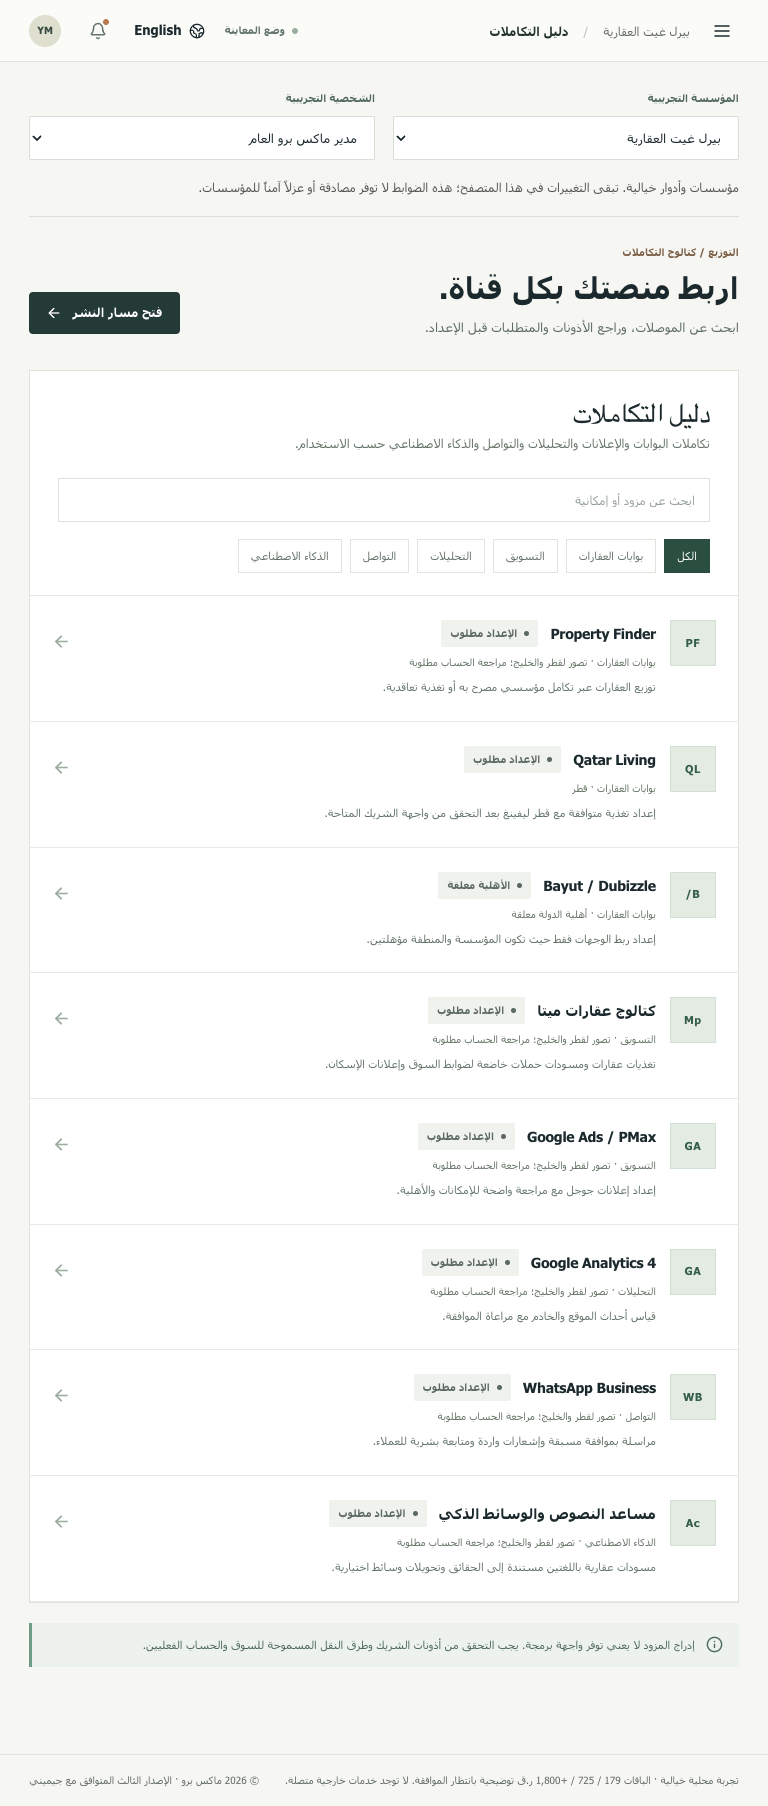 بيرل غيت العقارية / دليل التكاملات
وضع المعاينة
English
YM
المؤسسة التجريبية
بيرل غيت العقارية
الشخصية التجريبية
مدير ماكس برو العام
مؤسسات وأدوار خيالية. تبقى التغييرات في هذا المتصفح؛ هذه الضوابط لا توفر مصادقة أو عزلاً آمناً للمؤسسات.
التوزيع / كتالوج التكاملات
اربط منصتك بكل قناة.
ابحث عن الموصلات، وراجع الأذونات والمتطلبات قبل الإعداد.
فتح مسار النشر
دليل التكاملات
تكاملات البوابات والإعلانات والتحليلات والتواصل والذكاء الاصطناعي حسب الاستخدام.
ابحث عن مزود أو إمكانية
الكل
بوابات العقارات
التسويق
التحليلات
التواصل
الذكاء الاصطناعي
PF
Property Finder
الإعداد مطلوب
بوابات العقارات · تصور لقطر والخليج؛ مراجعة الحساب مطلوبة
توزيع العقارات عبر تكامل مؤسسي مصرح به أو تغذية تعاقدية.
QL
Qatar Living
الإعداد مطلوب
بوابات العقارات · قطر
إعداد تغذية متوافقة مع قطر ليفينغ بعد التحقق من واجهة الشريك المتاحة.
B/
Bayut / Dubizzle
الأهلية معلقة
بوابات العقارات · أهلية الدولة معلقة
إعداد ربط الوجهات فقط حيث تكون المؤسسة والمنطقة مؤهلتين.
Mp
كتالوج عقارات ميتا
الإعداد مطلوب
التسويق · تصور لقطر والخليج؛ مراجعة الحساب مطلوبة
تغذيات عقارات ومسودات حملات خاضعة لضوابط السوق وإعلانات الإسكان.
GA
Google Ads / PMax
الإعداد مطلوب
التسويق · تصور لقطر والخليج؛ مراجعة الحساب مطلوبة
إعداد إعلانات جوجل مع مراجعة واضحة للإمكانات والأهلية.
GA
Google Analytics 4
الإعداد مطلوب
التحليلات · تصور لقطر والخليج؛ مراجعة الحساب مطلوبة
قياس أحداث الموقع والخادم مع مراعاة الموافقة.
WB
WhatsApp Business
الإعداد مطلوب
التواصل · تصور لقطر والخليج؛ مراجعة الحساب مطلوبة
مراسلة بموافقة مسبقة وإشعارات واردة ومتابعة بشرية للعملاء.
Ac
مساعد النصوص والوسائط الذكي
الإعداد مطلوب
الذكاء الاصطناعي · تصور لقطر والخليج؛ مراجعة الحساب مطلوبة
مسودات عقارية باللغتين مستندة إلى الحقائق وتحويلات وسائط اختيارية.
إدراج المزود لا يعني توفر واجهة برمجة. يجب التحقق من أذونات الشريك وطرق النقل المسموحة للسوق والحساب الفعليين.
تجربة محلية خيالية · الباقات 179 / 725 / +1,800 ر.ق توضيحية بانتظار الموافقة. لا توجد خدمات خارجية متصلة.
© 2026 ماكس برو · الإصدار الثالث المتوافق مع جيميني